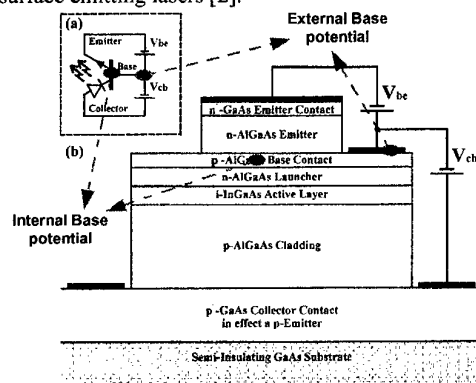 surface emitting lasers [2].
(a)
Emitter
Base
Collector
Vbe
Vcb
External Base
potential
(b)
Internal Base
potential
n -GaAs Emitter Contact
n-AlGaAs Emitter
Base Contact
n-AlGaAs Launcher
i-InGaAs Active Layer
p-AlGaAs Cladding
p -GaAs Collector Contact
in effect a p-Emitter
Semi-Insulating GaAs Substrate
Vbe
Vcb